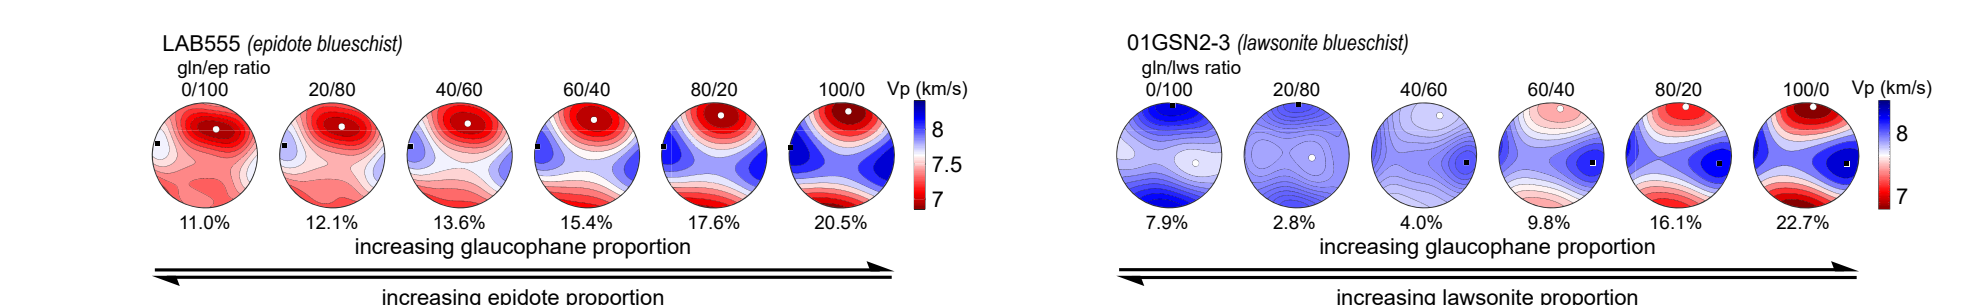 LAB555 (epidote blueschist)
gln/ep ratio
0/100 20/80 40/60 60/40 80/20 100/0 Vp (km/s)
8
7.5
7
11.0% 12.1% 13.6% 15.4% 17.6% 20.5%
increasing glaucophane proportion
increasing epidote proportion
01GSN2-3 (lawsonite blueschist)
gln/lws ratio
0/100 20/80 40/60 60/40 80/20 100/0 Vp (km/s)
8
7
7.9% 2.8% 4.0% 9.8% 16.1% 22.7%
increasing glaucophane proportion
increasing lawsonite proportion